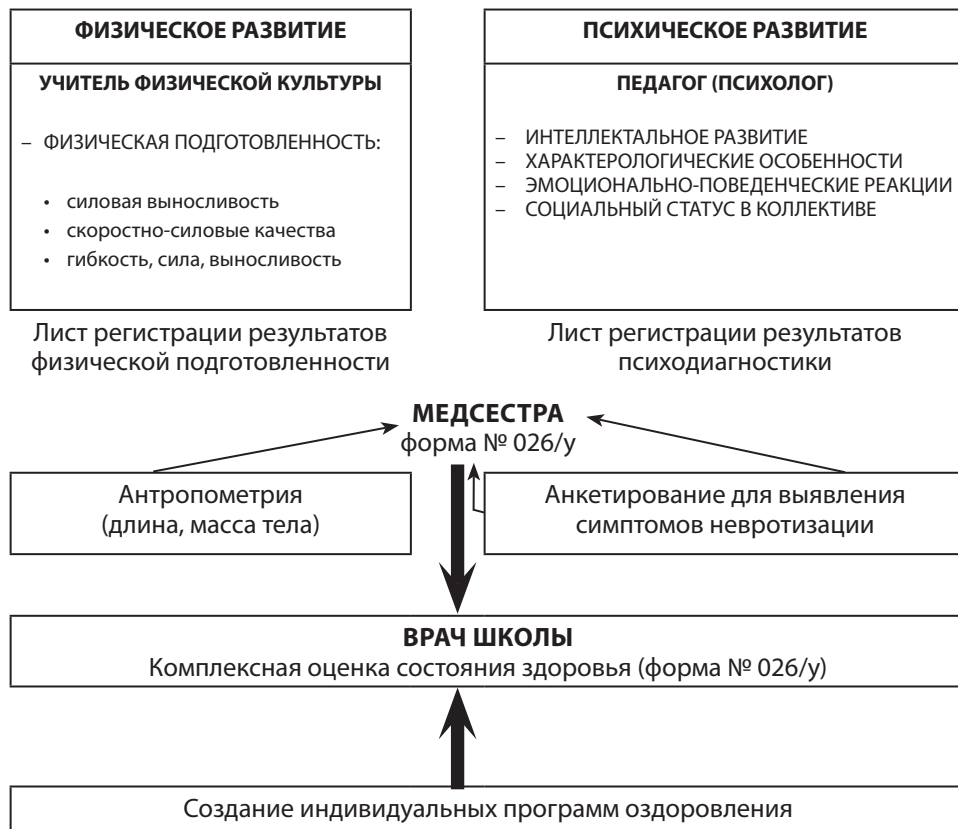 ФИЗИЧЕСКОЕ РАЗВИТИЕ
УЧИТЕЛЬ ФИЗИЧЕСКОЙ КУЛЬТУРЫ
– ФИЗИЧЕСКАЯ ПОДГОТОВЛЕННОСТЬ:
• силовая выносливость
• скоростно-силовые качества
• гибкость, сила, выносливость
Лист регистрации результатов
физической подготовленности
ПСИХИЧЕСКОЕ РАЗВИТИЕ
ПЕДАГОГ (ПСИХОЛОГ)
– ИНТЕЛЛЕКТАЛЬНОЕ РАЗВИТИЕ
– ХАРАКТЕРОЛОГИЧЕСКИЕ ОСОБЕННОСТИ
– ЭМОЦИОНАЛЬНО-ПОВЕДЕНЧЕСКИЕ РЕАКЦИИ
– СОЦИАЛЬНЫЙ СТАТУС В КОЛЛЕКТИВЕ
Лист регистрации результатов
психодиагностики
МЕДСЕСТРА
форма № 026/у
Антропометрия
(длина, масса тела)
Анкетирование для выявления
симптомов невротизации
ВРАЧ ШКОЛЫ
Комплексная оценка состояния здоровья (форма № 026/у)
Создание индивидуальных программ оздоровления